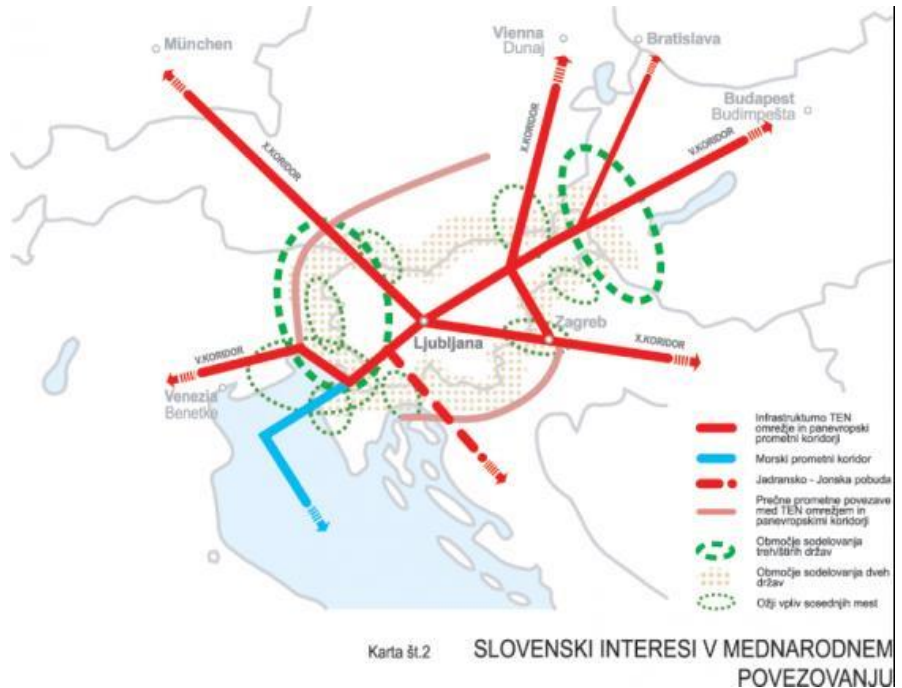 München
Vienna
Dunaj
Bratislava
Budapest
Budimpešta
X.KORIDOR
X.KORIDOR
V.KORIDOR
Zagreb
Ljubljana
V.KORIDOR
X.KORIDOR
Venezia
Benetke
Infrastrukturno TEN
omrežje in panevropski
prometni koridorji
Morski prometni koridor
Jadransko - Jonska pobuda
Prečne prometne povezave
med TEN omrežjem in
panevropskimi koridorji
Območje sodelovanja
treh/štirih držav
Območje sodelovanja dveh
držav
Ožji vpliv sosednjih mest
Karta št.2 SLOVENSKI INTERESI V MEDNARODNEM
POVEZOVANJU